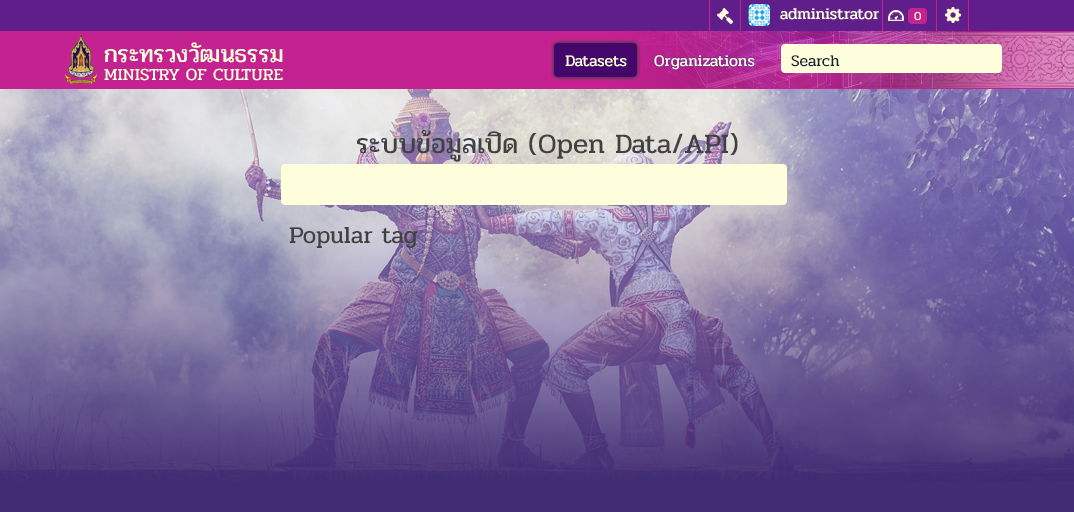 administrator
0
กระทรวงวัฒนธรรม
MINISTRY OF CULTURE
Datasets
Organizations
Search
ระบบข้อมูลเปิด (Open Data/API)
Popular tag